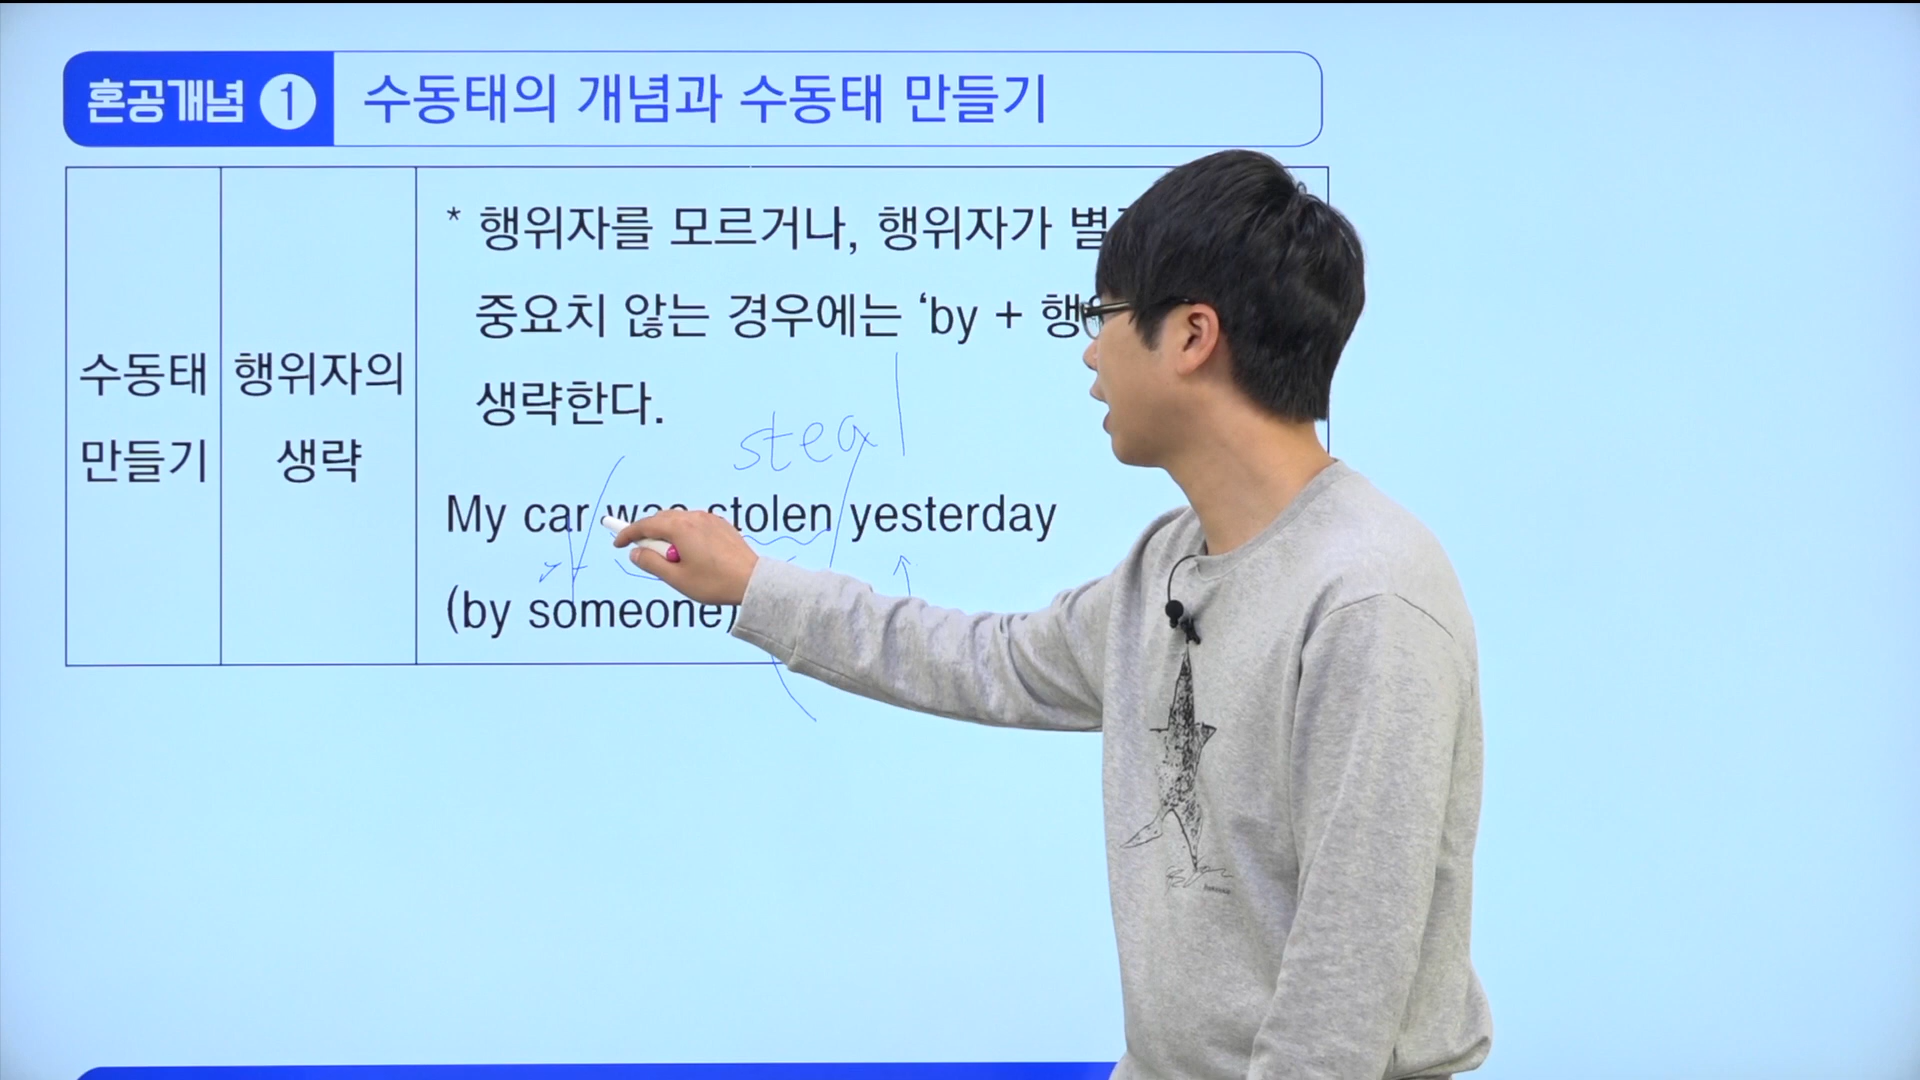 혼공개념 1 수동태의 개념과 수동태 만들기
수동태
만들기
행위자의
생략
* 행위자를 모르거나, 행위자가
중요치 않는 경우에는 ‘by +
생략한다.
steal
My car was stolen yesterday
(by someone)